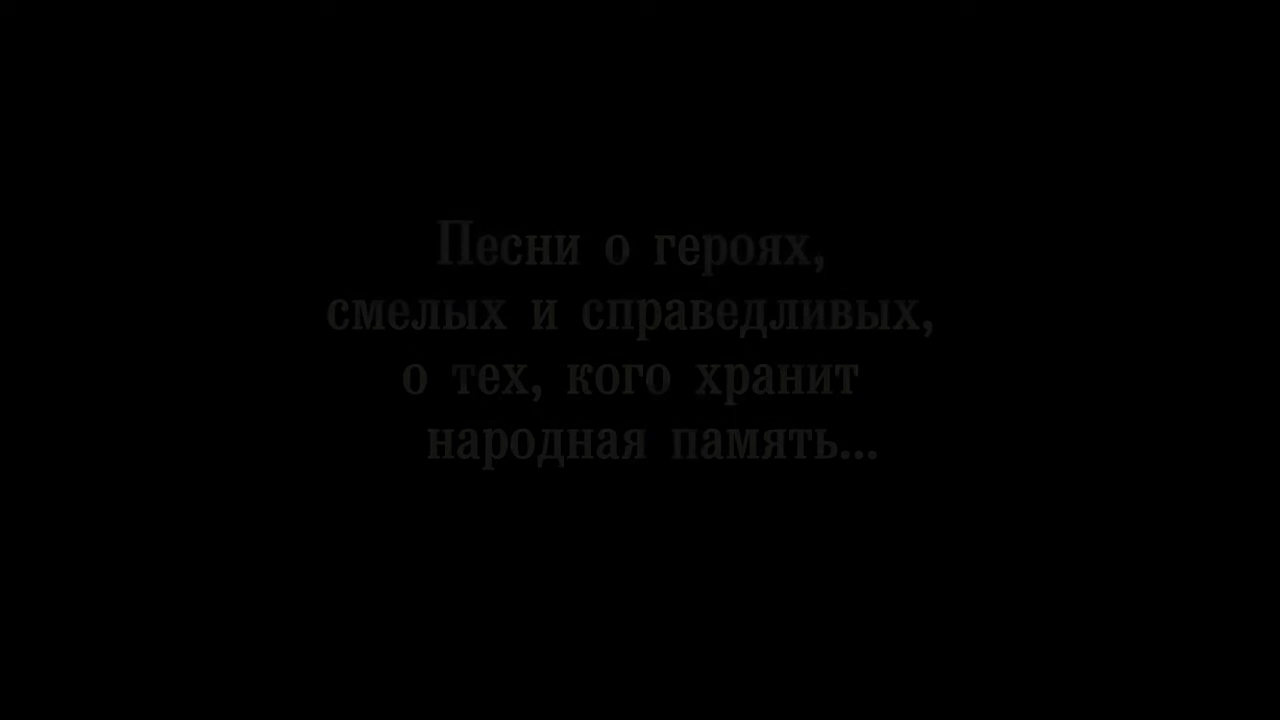 Песни о героях,
смелых и справедливых,
о тех, кого хранит
народная память...